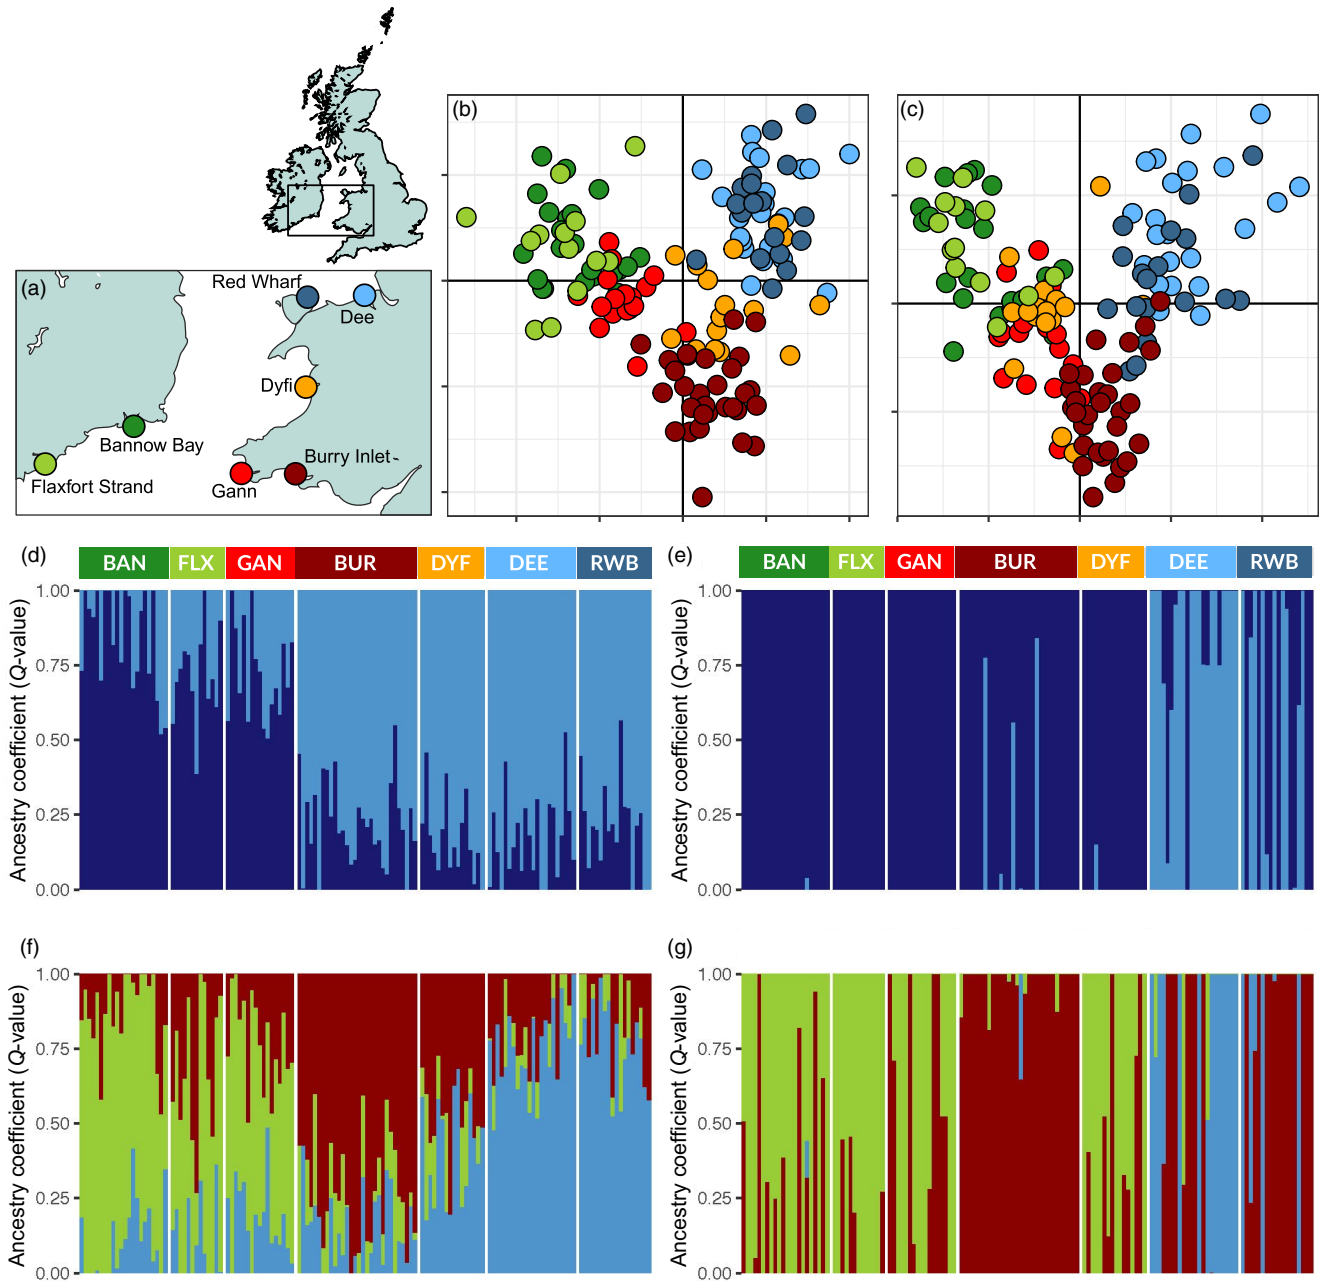 (a)
Red Wharf
Dee
Dyfi
Bannow Bay
Flaxfort Strand
Gann
Burry Inlet
(b)
(c)
(d)
BAN FLX GAN BUR DYF DEE RWB
Ancestry coefficient (Q-value)
1.00
0.75
0.50
0.25
0.00
(e)
BAN FLX GAN BUR DYF DEE RWB
Ancestry coefficient (Q-value)
1.00
0.75
0.50
0.25
0.00
(f)
Ancestry coefficient (Q-value)
1.00
0.75
0.50
0.25
0.00
(g)
Ancestry coefficient (Q-value)
1.00
0.75
0.50
0.25
0.00